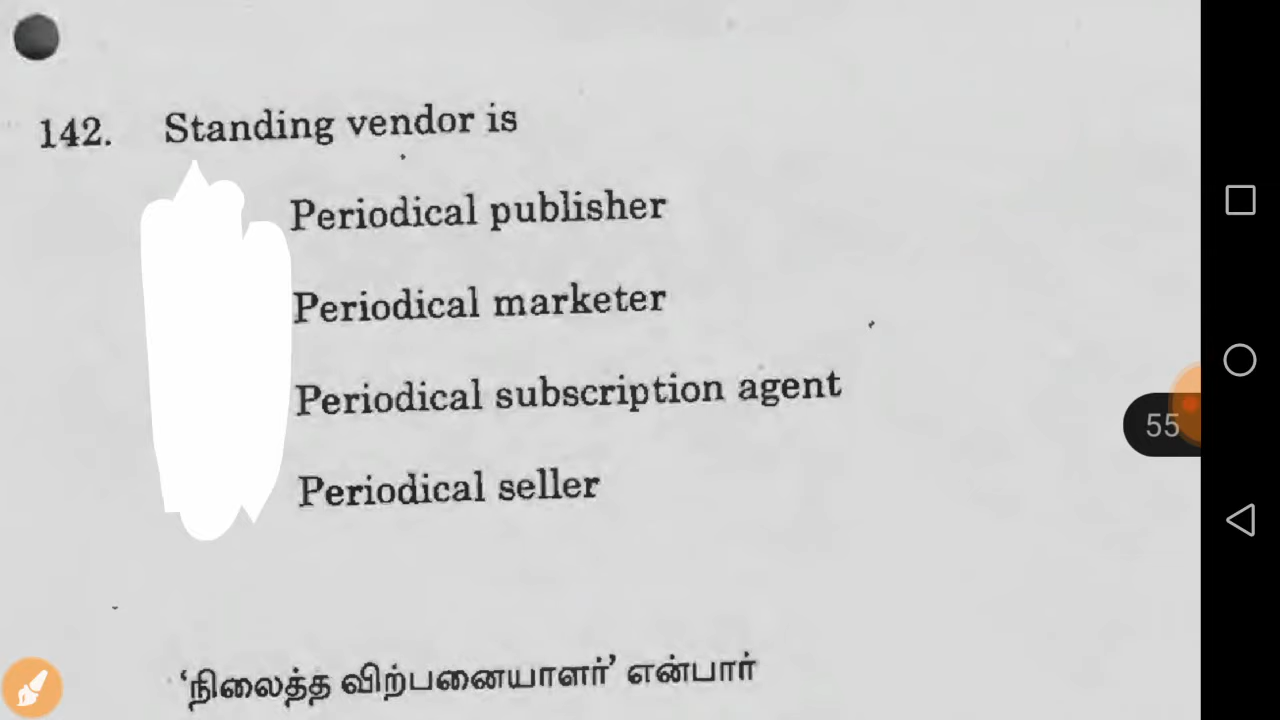 142. Standing vendor is
Periodical publisher
Periodical marketer
Periodical subscription agent
Periodical seller
55
‘நிலைத்த விற்பனையாளர்’ என்பார்